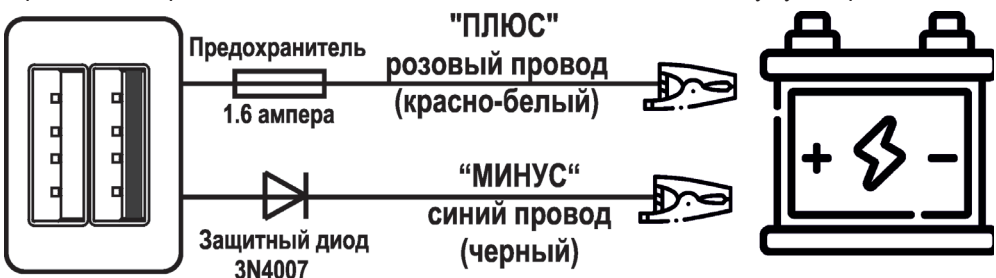 Предохранитель
1.6 ампера
"ПЛЮС"
розовый провод
(красно-белый)
Защитный диод
3N4007
“МИНУС“
синий провод
(черный)
+ -